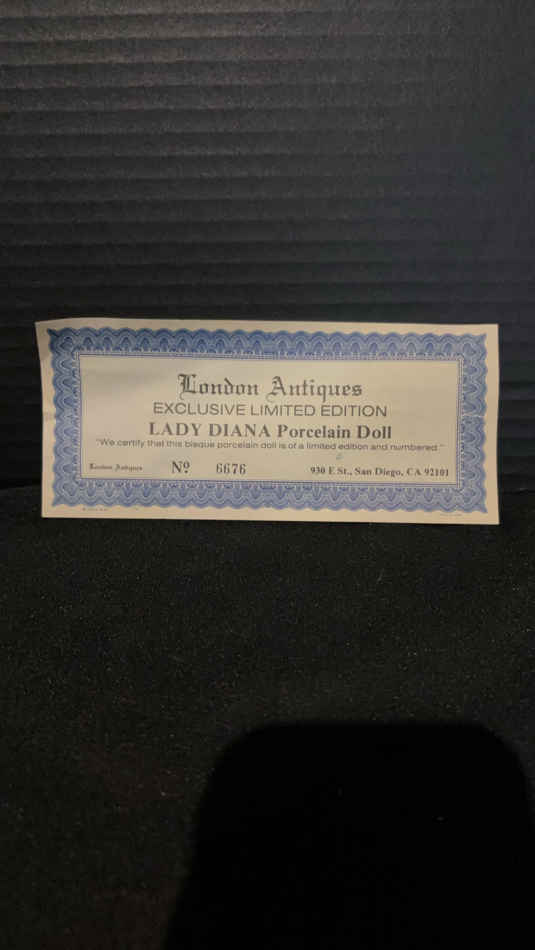 London Antiques
EXCLUSIVE LIMITED EDITION
LADY DIANA Porcelain Doll
"We certify that this bisque porcelain doll is of a limited edition and numbered."
London Antiques Nº 6676 930 E St., San Diego, CA 92101